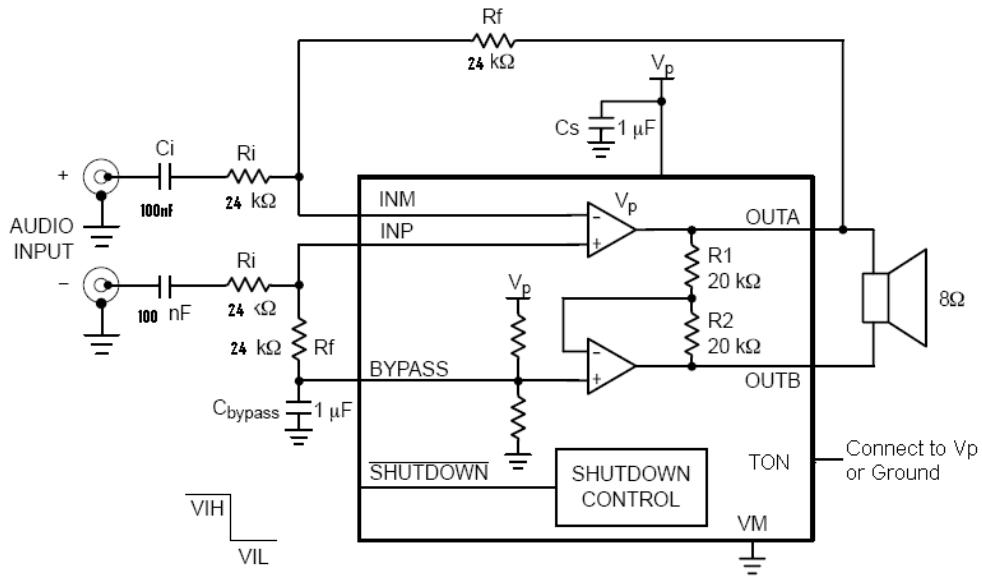 Rf
24 kΩ
Vp
Cs
1 μF
Ci
Ri
+
100nF
24 kΩ
AUDIO
INPUT
INM
INP
Vp
−
+
OUTA
R1
20 kΩ
−
Ri
100 nF
24 kΩ
24 kΩ
Rf
Vp
R2
20 kΩ
8Ω
BYPASS
−
+
OUTB
Cbypass
1 μF
SHUTDOWN
SHUTDOWN
CONTROL
TON
Connect to Vp
or Ground
VIH
VIL
VM